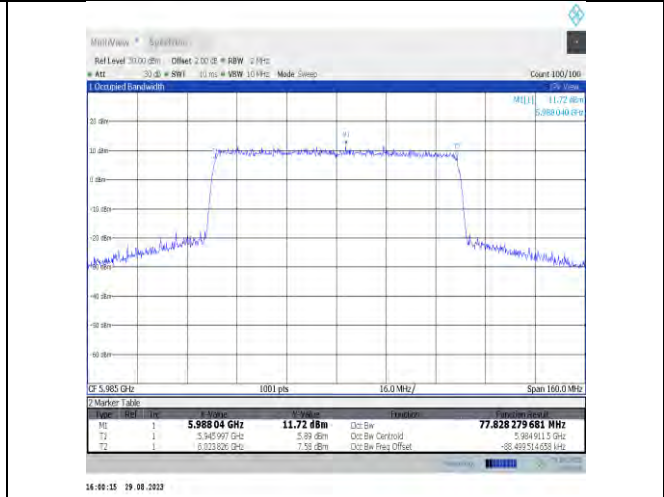 MultiView Spectrum
Ref Level 30.00 dBm Offset 2.00 dB RBW 2 MHz
Att 30 dB SWT 10 ms VBW 10 MHz Mode Sweep Count 100/100
1 Occupied Bandwidth
M1[1] 11.72 dBm
5.988 040 GHz
20 dBm
10 dBm
M1
T2
0 dBm
-10 dBm
-20 dBm
-30 dBm
-40 dBm
-50 dBm
-60 dBm
CF 5.985 GHz 1001 pts 16.0 MHz/ Span 160.0 MHz
2 Marker Table
Type Ref Trc X-Value Y-Value Function Function Result
M1 1 5.988 04 GHz 11.72 dBm Occ Bw 77.828 279 681 MHz
T1 1 5.945 997 GHz 5.89 dBm Occ Bw Centroid 5.984 911 5 GHz
T2 1 6.023 826 GHz 7.58 dBm Occ Bw Freq Offset -88.499 514 658 kHz
16:00:15 29.08.2023